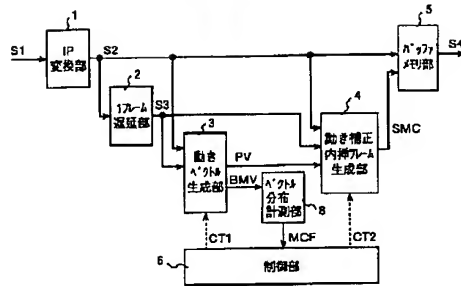 1
S1
IP
変換部
S2
2
1フレーム
遅延部
S3
3
動き
ベクトル
生成部
PV
BMV
ベクトル
分布
計測部
8
4
動き補正
内挿フレーム
生成部
SMC
5
バッファ
メモリ部
S4
CT1
MCF
CT2
6
制御部